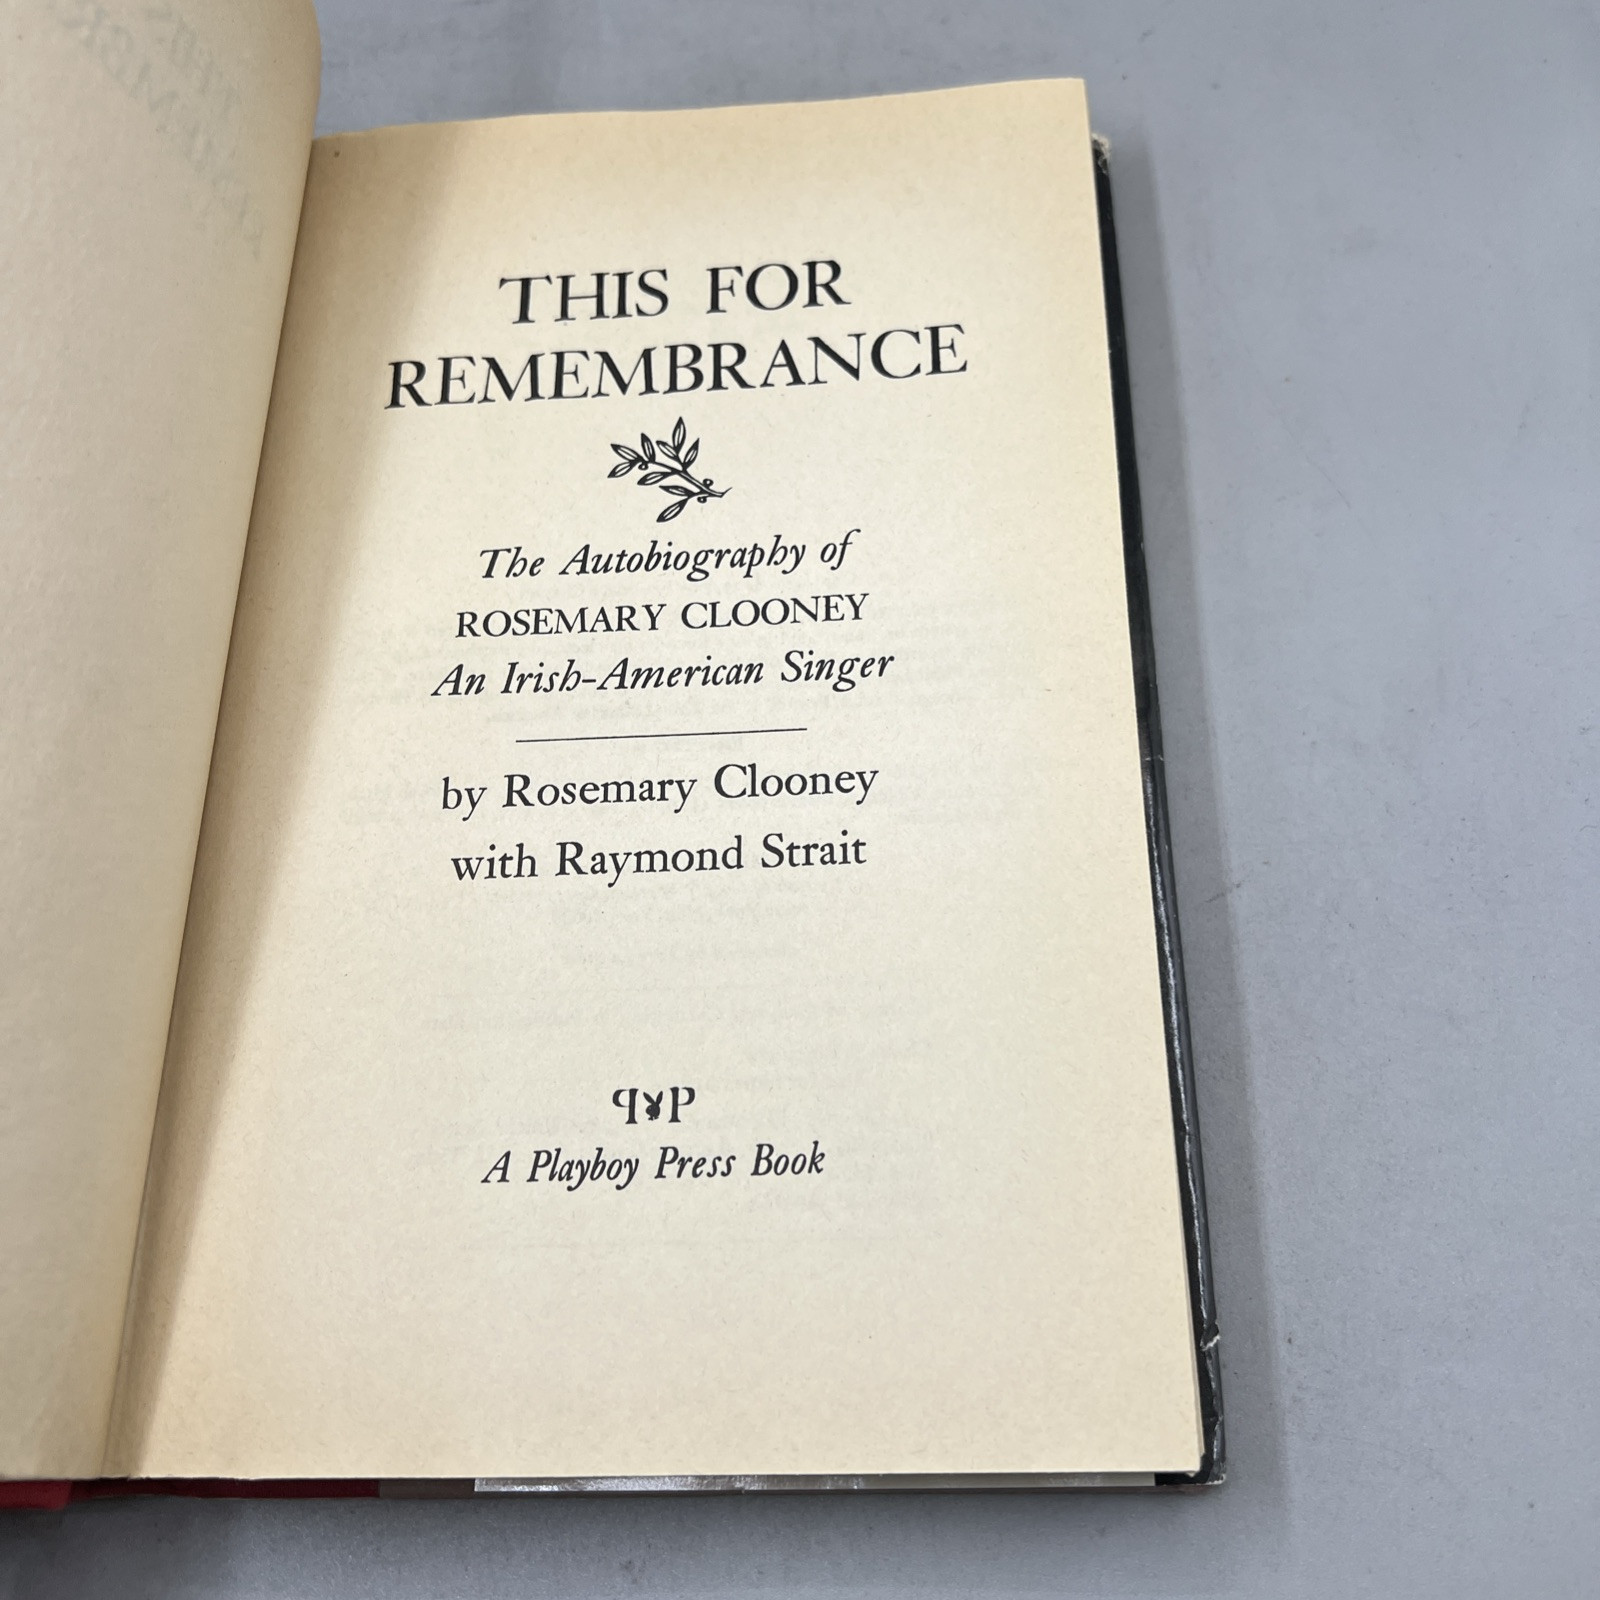 THIS FOR
REMEMBRANCE
The Autobiography of
ROSEMARY CLOONEY
An Irish-American Singer
by Rosemary Clooney
with Raymond Strait
PP
A Playboy Press Book